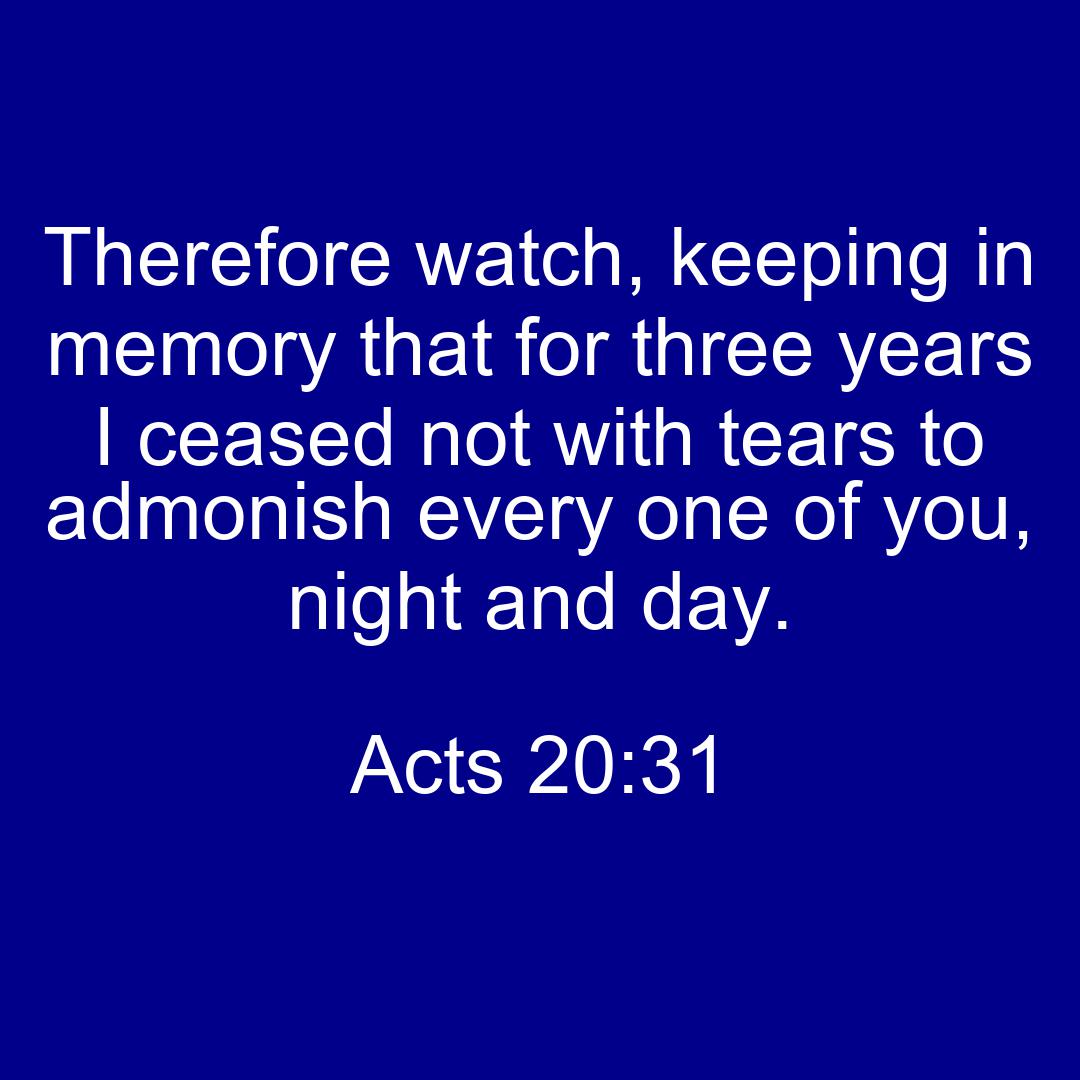 Therefore watch, keeping in
memory that for three years
I ceased not with tears to
admonish every one of you,
night and day.
Acts 20:31